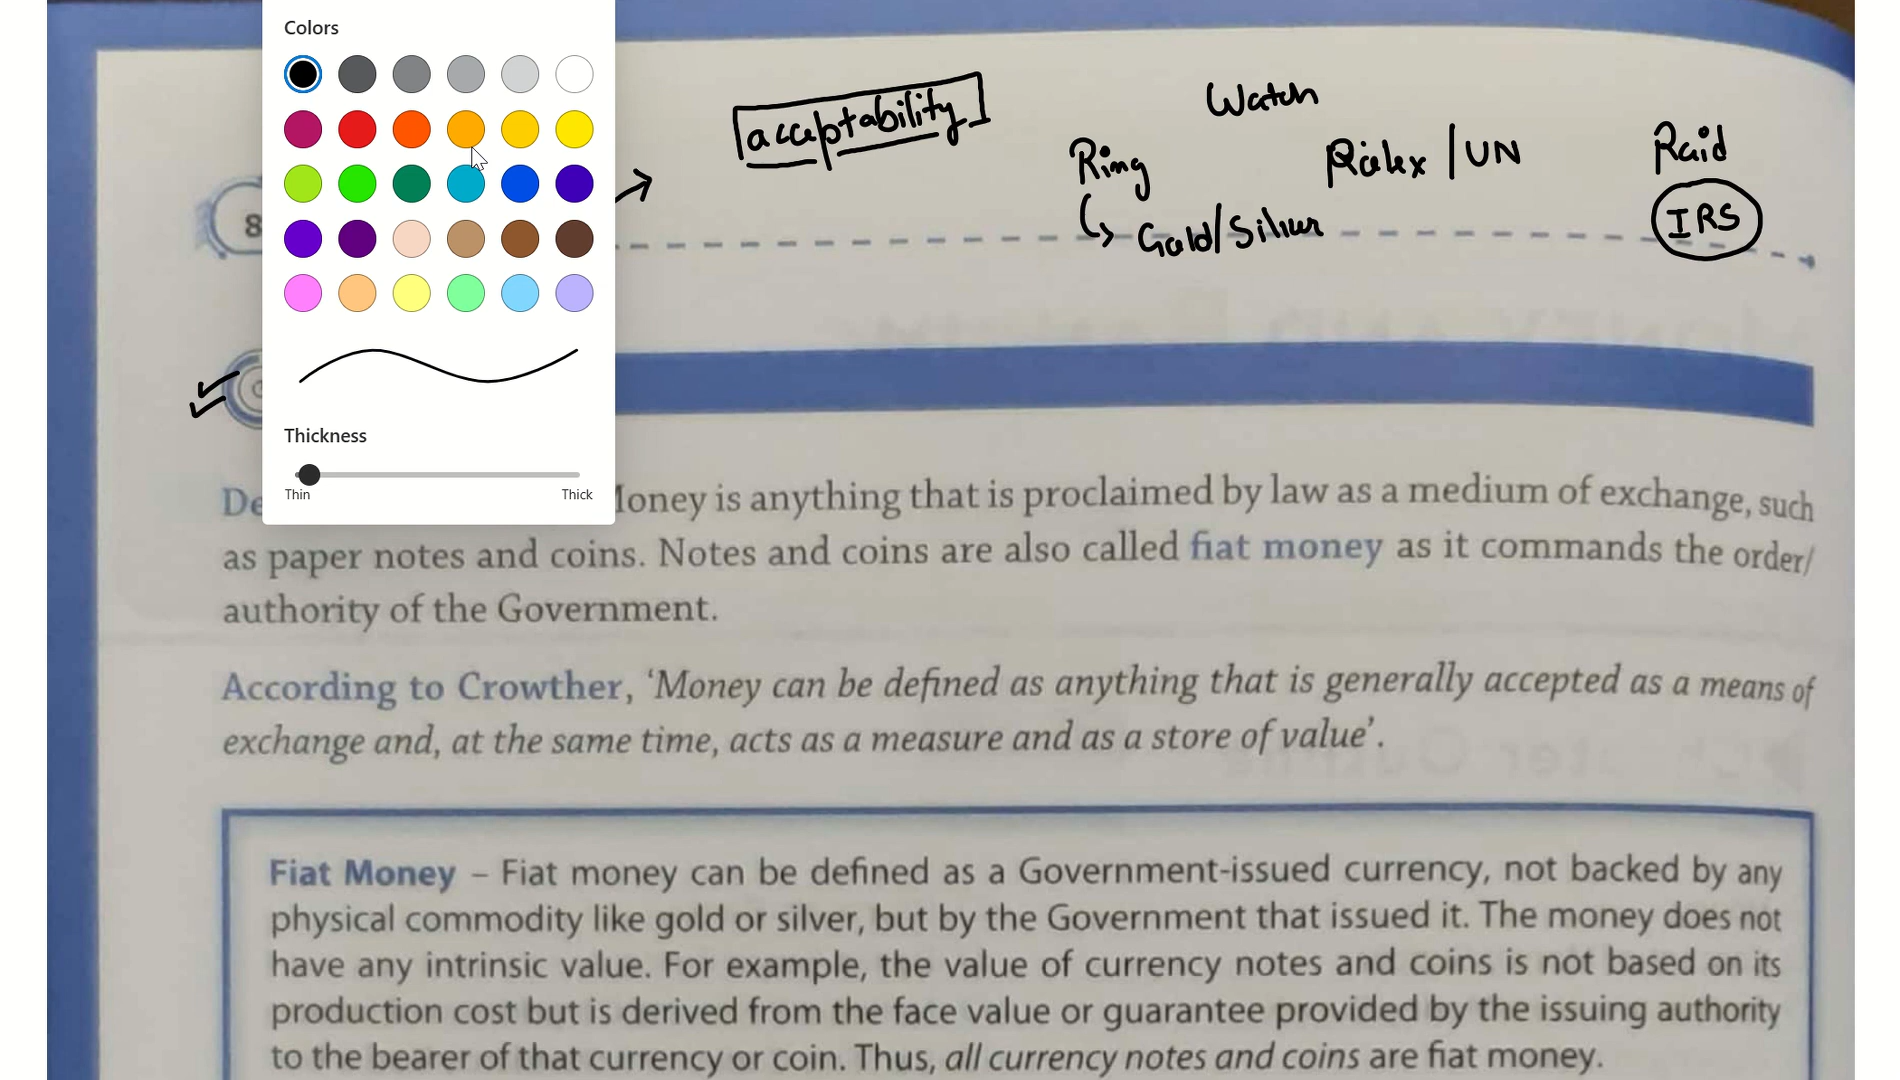 Colors
Watch
acceptability
Ring
Rolex / UN
Raid
Gold/Silver
IRS
8
Thickness
Thin
Thick
Money is anything that is proclaimed by law as a medium of exchange, such
as paper notes and coins. Notes and coins are also called fiat money as it commands the order/
authority of the Government.
According to Crowther, ‘Money can be defined as anything that is generally accepted as a means of
exchange and, at the same time, acts as a measure and as a store of value’.
Fiat Money – Fiat money can be defined as a Government-issued currency, not backed by any
physical commodity like gold or silver, but by the Government that issued it. The money does not
have any intrinsic value. For example, the value of currency notes and coins is not based on its
production cost but is derived from the face value or guarantee provided by the issuing authority
to the bearer of that currency or coin. Thus, all currency notes and coins are fiat money.